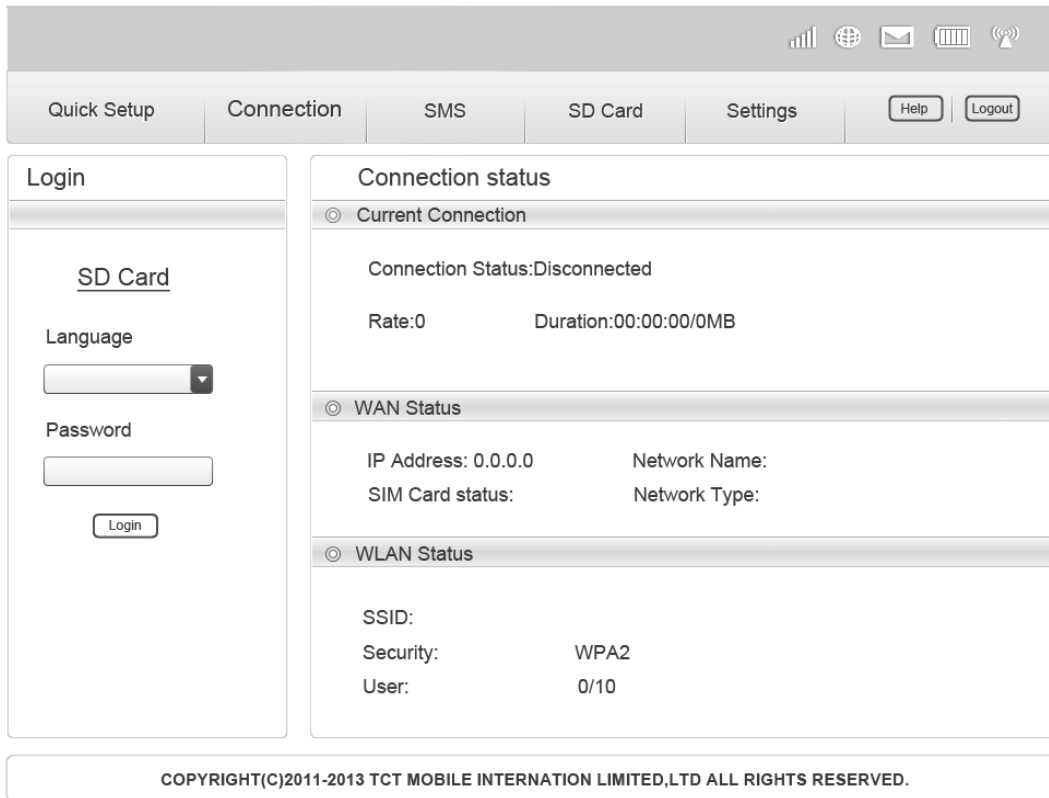 Quick Setup Connection SMS SD Card Settings Help Logout
Login
SD Card
Language
Password
Login
Connection status
Current Connection
Connection Status:Disconnected
Rate:0 Duration:00:00:00/0MB
WAN Status
IP Address: 0.0.0.0 Network Name:
SIM Card status: Network Type:
WLAN Status
SSID:
Security: WPA2
User: 0/10
COPYRIGHT(C)2011-2013 TCT MOBILE INTERNATION LIMITED,LTD ALL RIGHTS RESERVED.